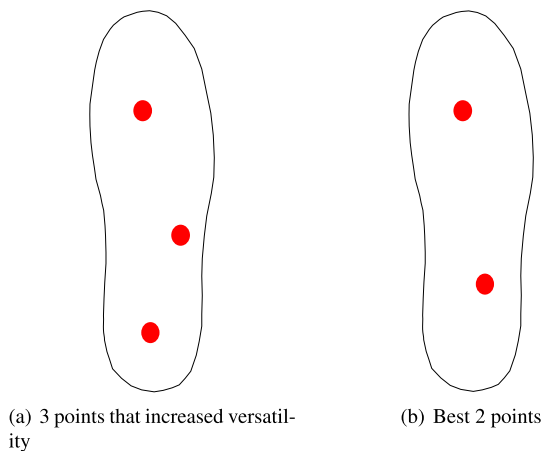 (a) 3 points that increased versatil-
ity
(b) Best 2 points